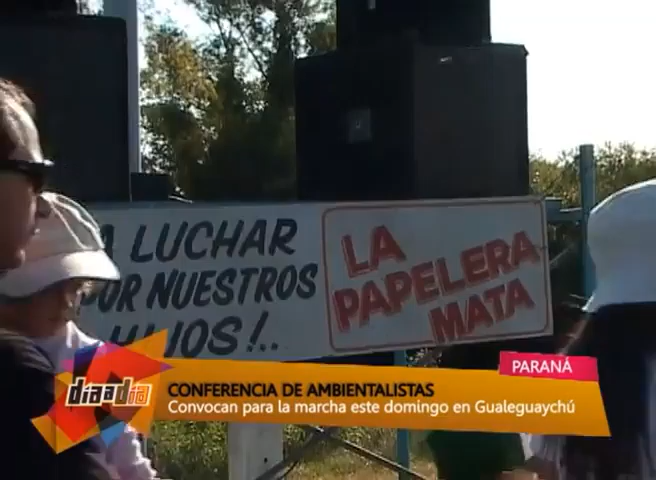 A LUCHAR
POR NUESTROS
HIJOS!..
LA
PAPELERA
MATA
PARANÁ
díaadía
CONFERENCIA DE AMBIENTALISTAS
Convocan para la marcha este domingo en Gualeguaychú